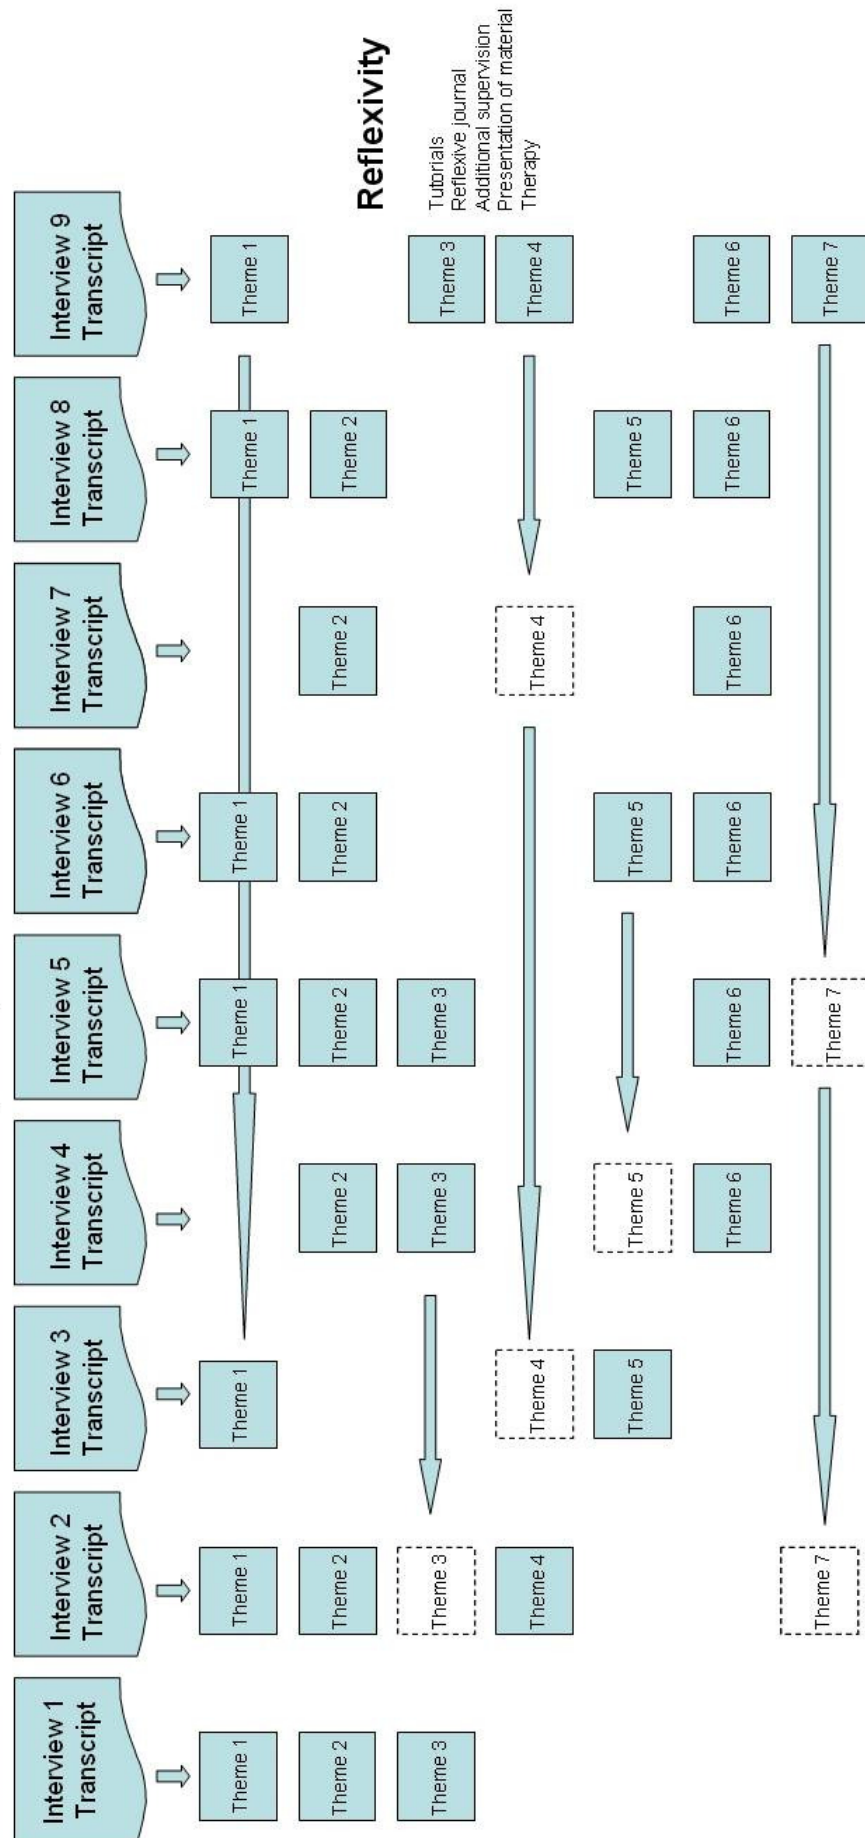 Interview 1
Transcript
Interview 2
Transcript
Interview 3
Transcript
Interview 4
Transcript
Interview 5
Transcript
Interview 6
Transcript
Interview 7
Transcript
Interview 8
Transcript
Interview 9
Transcript
Theme 1
Theme 1
Theme 1
Theme 1
Theme 1
Theme 1
Theme 1
Theme 2
Theme 2
Theme 2
Theme 2
Theme 2
Theme 2
Theme 2
Reflexivity
Theme 3
Theme 3
Theme 3
Theme 3
Theme 3
Tutorials
Reflexive journal
Additional supervision
Presentation of material
Therapy
Theme 4
Theme 4
Theme 4
Theme 4
Theme 5
Theme 5
Theme 5
Theme 5
Theme 6
Theme 6
Theme 6
Theme 6
Theme 6
Theme 6
Theme 7
Theme 7
Theme 7